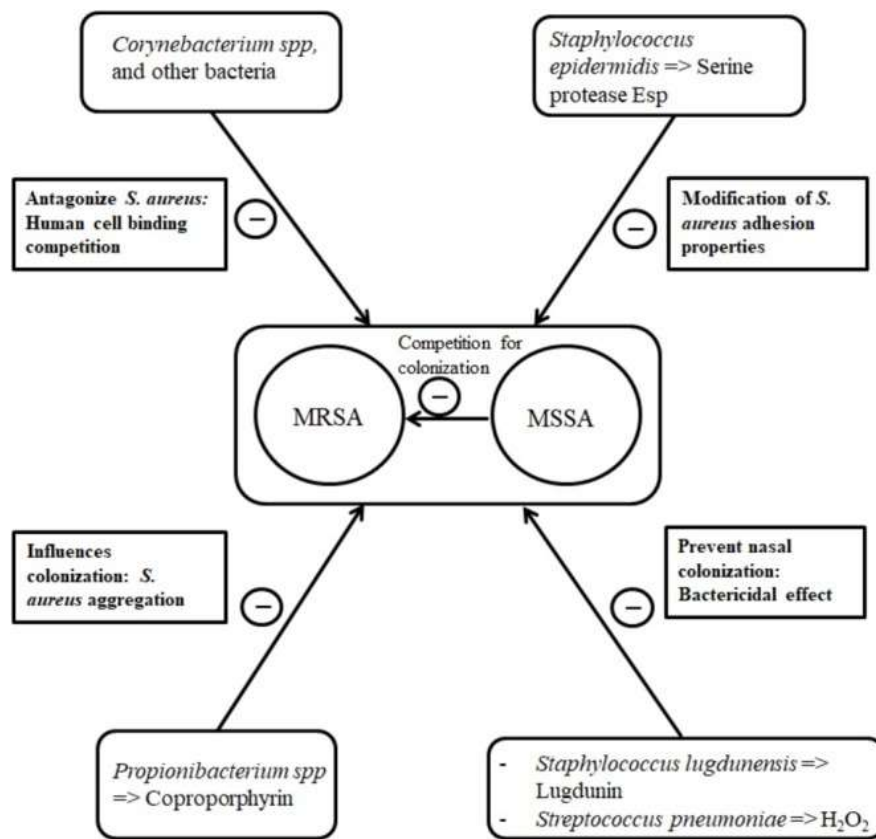 Corynebacterium spp,
and other bacteria
Staphylococcus
epidermidis => Serine
protease Esp
Antagonize S. aureus:
Human cell binding
competition
Modification of S.
aureus adhesion
properties
Competition for
colonization
MRSA
MSSA
Influences
colonization: S.
aureus aggregation
Prevent nasal
colonization:
Bactericidal effect
Propionibacterium spp
=> Coproporphyrin
- Staphylococcus lugdunensis =>
Lugdunin
- Streptococcus pneumoniae => H₂O₂